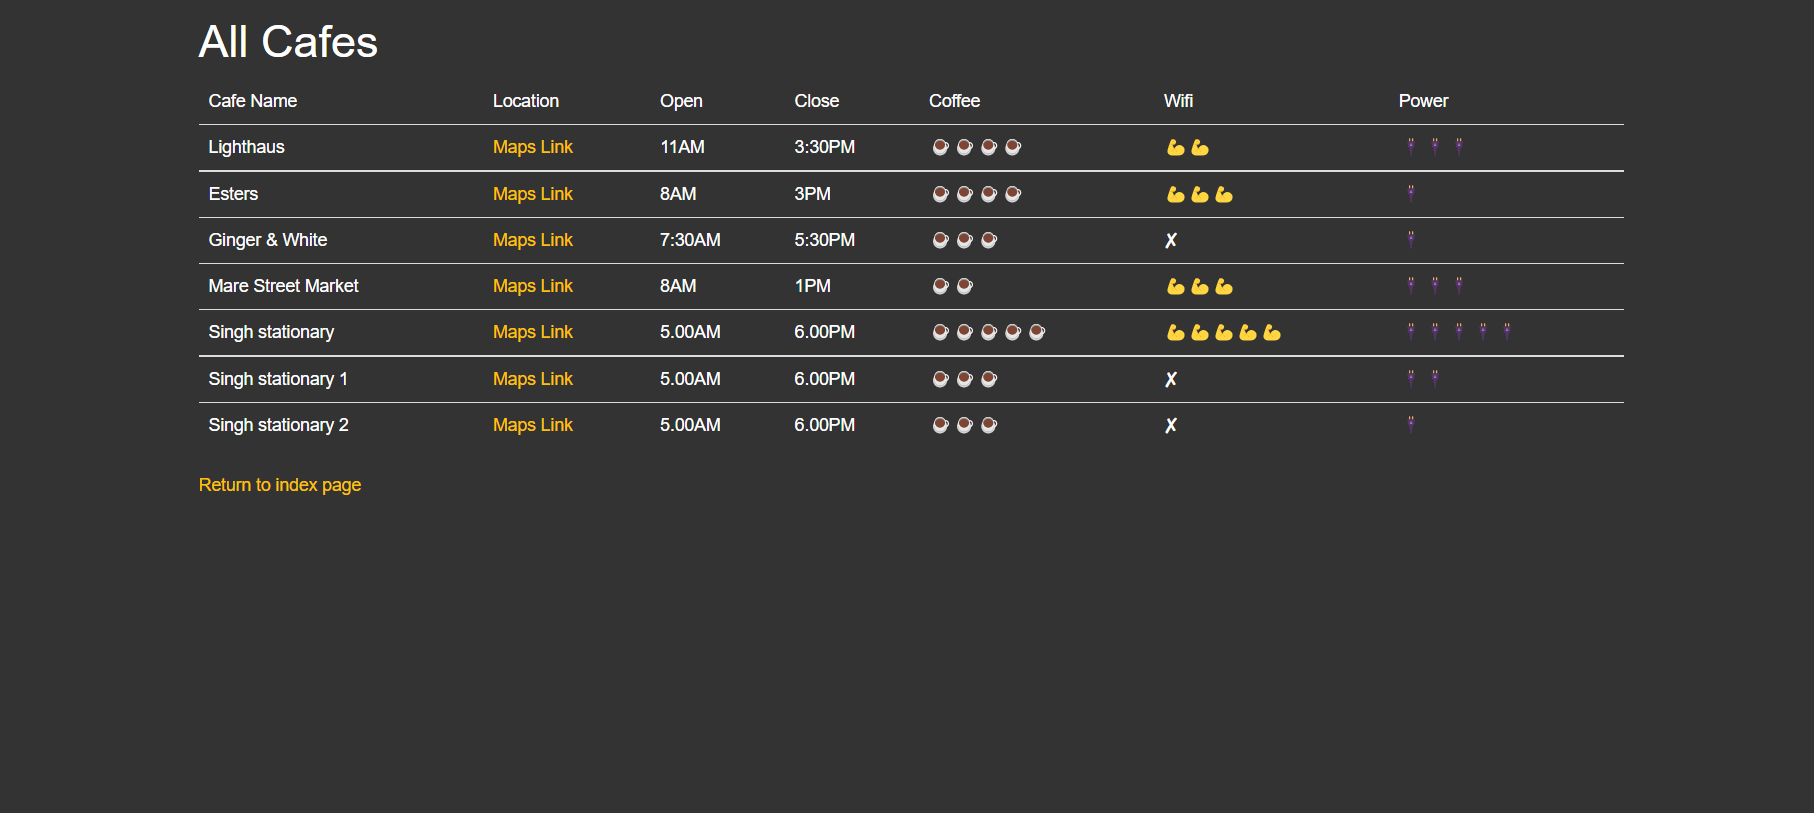 All Cafes
Cafe Name Location Open Close Coffee Wifi Power
Lighthaus Maps Link 11AM 3:30PM ☕☕☕☕ 💪💪 🔌🔌🔌
Esters Maps Link 8AM 3PM ☕☕☕☕ 💪💪💪 🔌
Ginger & White Maps Link 7:30AM 5:30PM ☕☕☕ ✘ 🔌
Mare Street Market Maps Link 8AM 1PM ☕☕ 💪💪💪 🔌🔌🔌
Singh stationary Maps Link 5.00AM 6.00PM ☕☕☕☕☕ 💪💪💪💪💪 🔌🔌🔌🔌🔌
Singh stationary 1 Maps Link 5.00AM 6.00PM ☕☕☕ ✘ 🔌🔌
Singh stationary 2 Maps Link 5.00AM 6.00PM ☕☕☕ ✘ 🔌
Return to index page